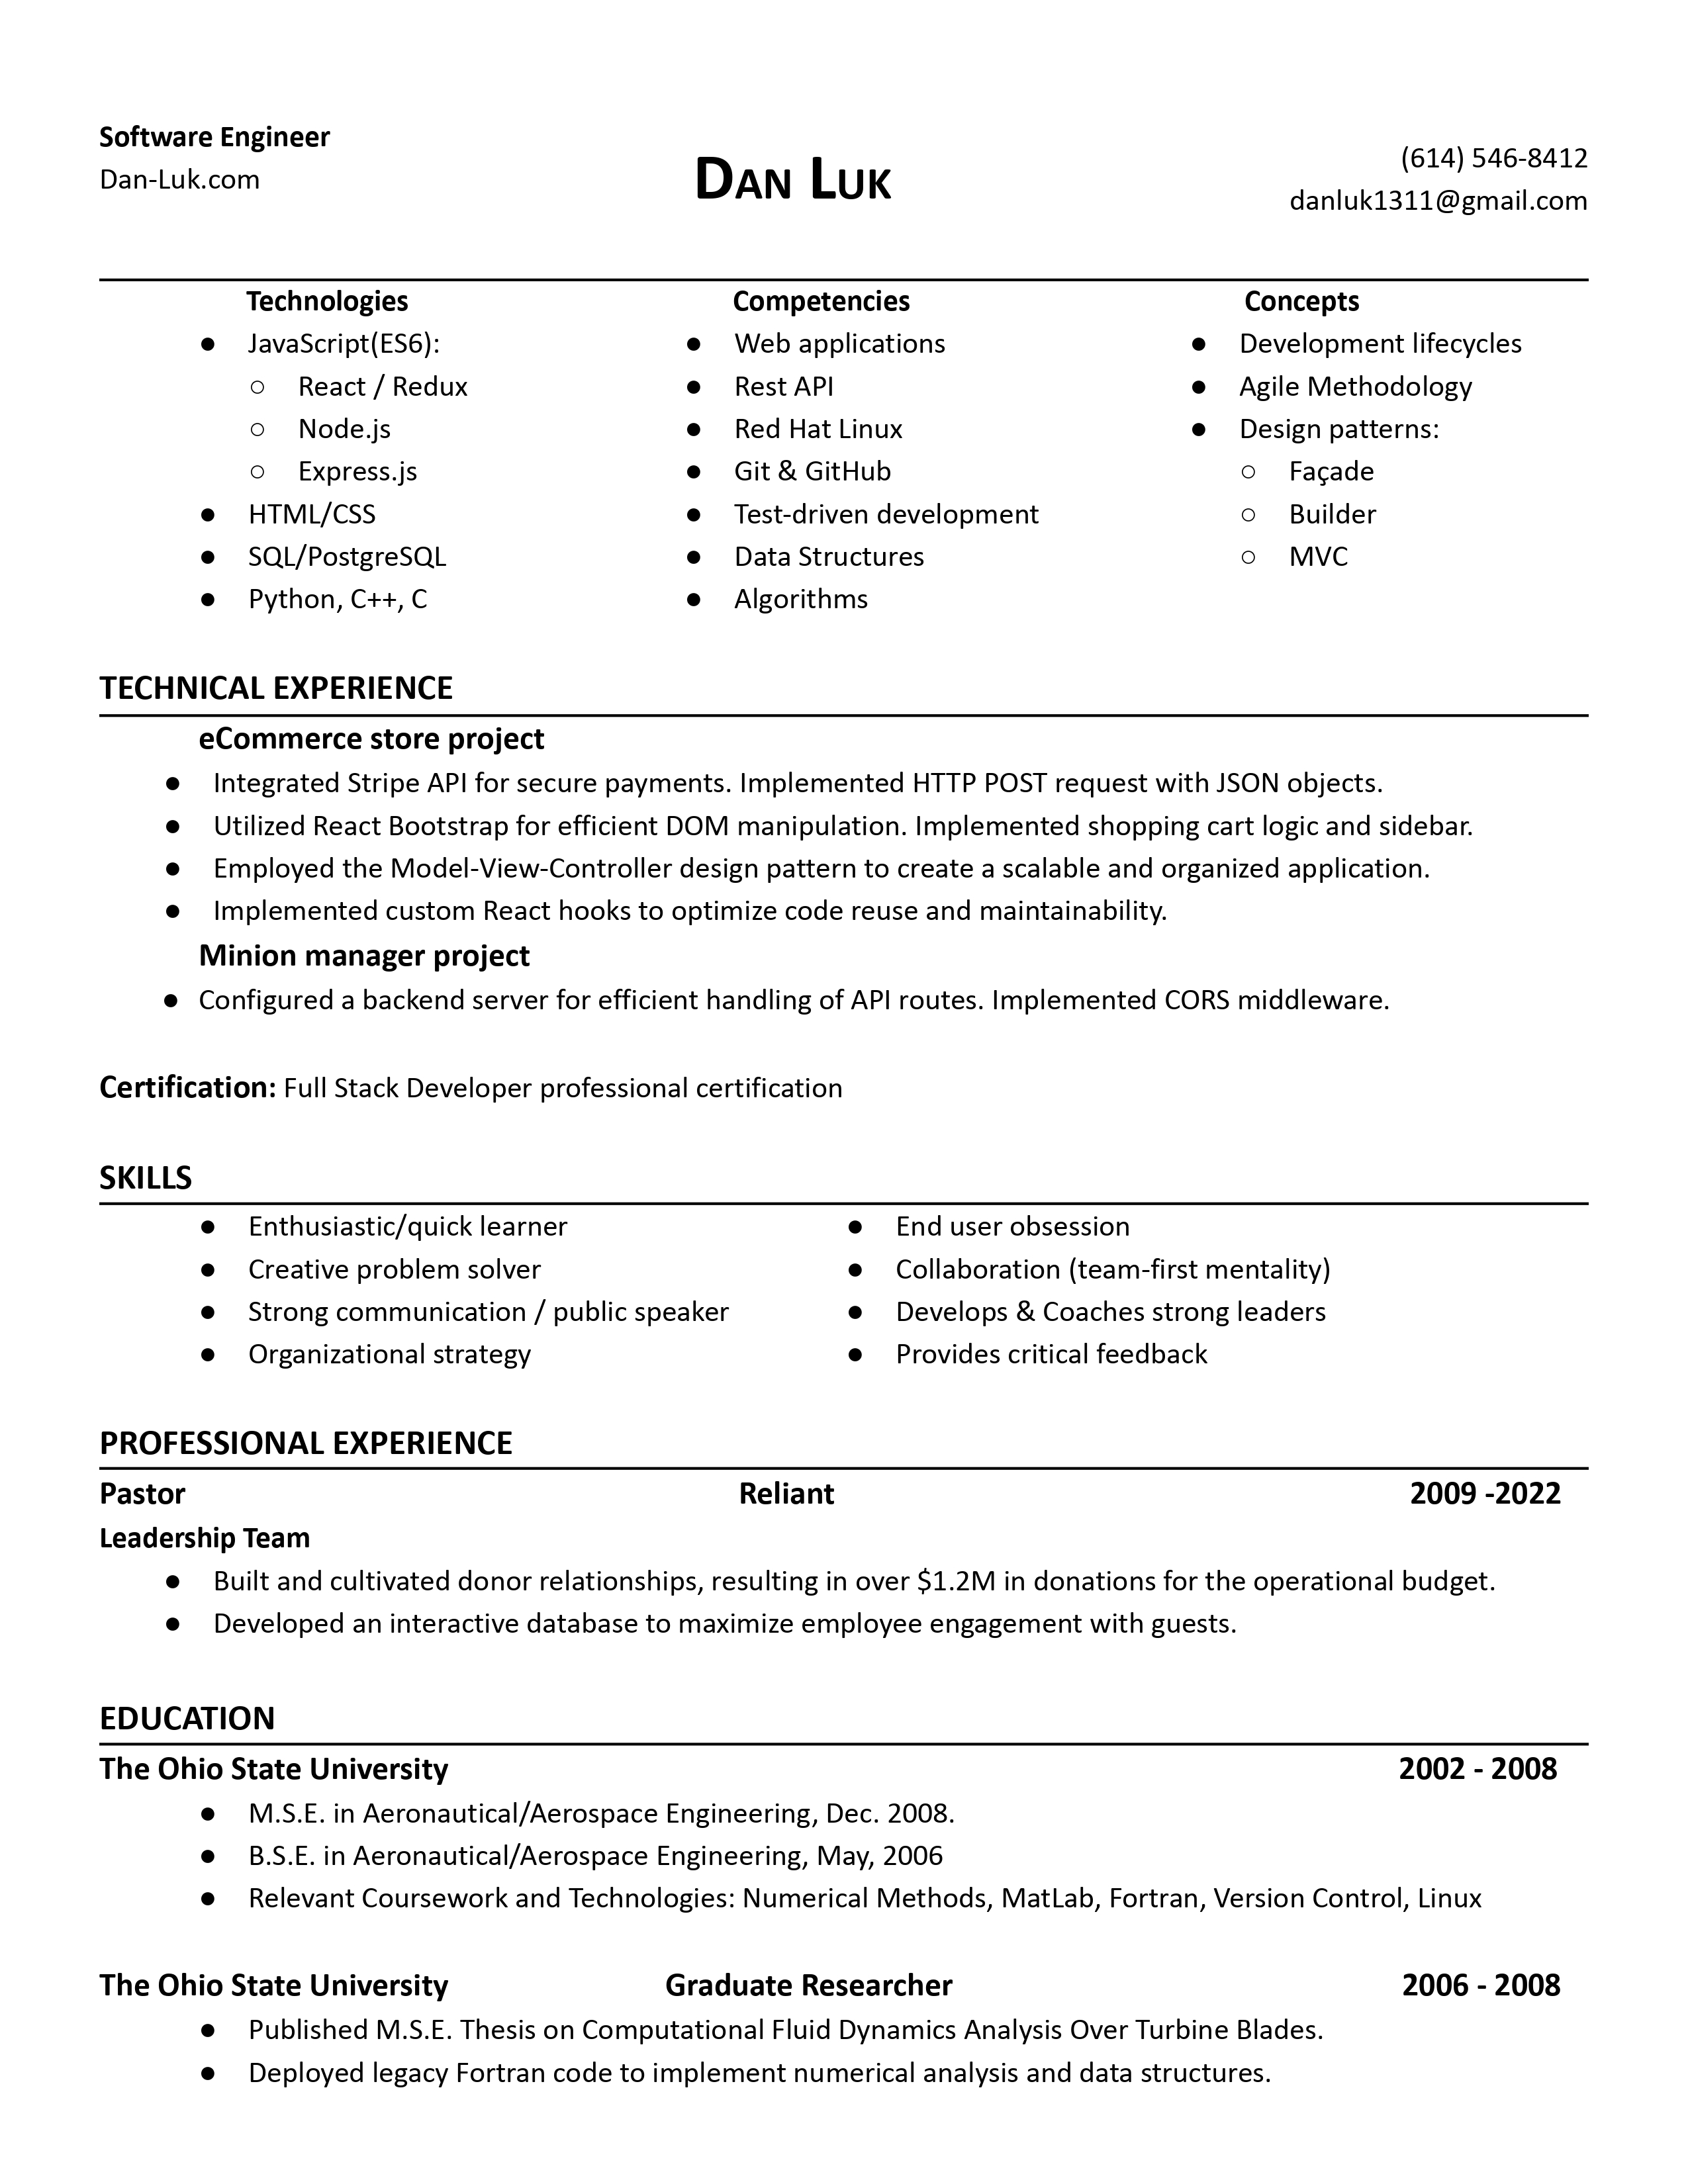 Software Engineer
Dan-Luk.com
DAN LUK
(614) 546-8412
danluk1311@gmail.com
Technologies
● JavaScript(ES6):
○ React / Redux
○ Node.js
○ Express.js
● HTML/CSS
● SQL/PostgreSQL
● Python, C++, C
Competencies
● Web applications
● Rest API
● Red Hat Linux
● Git & GitHub
● Test-driven development
● Data Structures
● Algorithms
Concepts
● Development lifecycles
● Agile Methodology
● Design patterns:
○ Façade
○ Builder
○ MVC
TECHNICAL EXPERIENCE
eCommerce store project
● Integrated Stripe API for secure payments. Implemented HTTP POST request with JSON objects.
● Utilized React Bootstrap for efficient DOM manipulation. Implemented shopping cart logic and sidebar.
● Employed the Model-View-Controller design pattern to create a scalable and organized application.
● Implemented custom React hooks to optimize code reuse and maintainability.
Minion manager project
● Configured a backend server for efficient handling of API routes. Implemented CORS middleware.
Certification: Full Stack Developer professional certification
SKILLS
● Enthusiastic/quick learner
● Creative problem solver
● Strong communication / public speaker
● Organizational strategy
● End user obsession
● Collaboration (team-first mentality)
● Develops & Coaches strong leaders
● Provides critical feedback
PROFESSIONAL EXPERIENCE
Pastor Reliant 2009 -2022
Leadership Team
● Built and cultivated donor relationships, resulting in over $1.2M in donations for the operational budget.
● Developed an interactive database to maximize employee engagement with guests.
EDUCATION
The Ohio State University 2002 - 2008
● M.S.E. in Aeronautical/Aerospace Engineering, Dec. 2008.
● B.S.E. in Aeronautical/Aerospace Engineering, May, 2006
● Relevant Coursework and Technologies: Numerical Methods, MatLab, Fortran, Version Control, Linux
The Ohio State University Graduate Researcher 2006 - 2008
● Published M.S.E. Thesis on Computational Fluid Dynamics Analysis Over Turbine Blades.
● Deployed legacy Fortran code to implement numerical analysis and data structures.